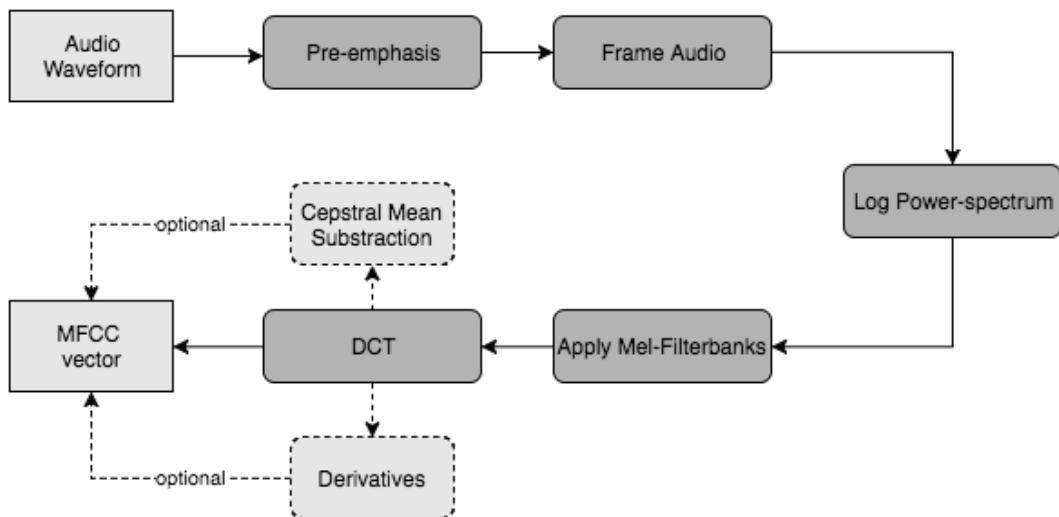 Audio
Waveform
Pre-emphasis
Frame Audio
Log Power-spectrum
Cepstral Mean
Substraction
optional
MFCC
vector
DCT
Apply Mel-Filterbanks
optional
Derivatives